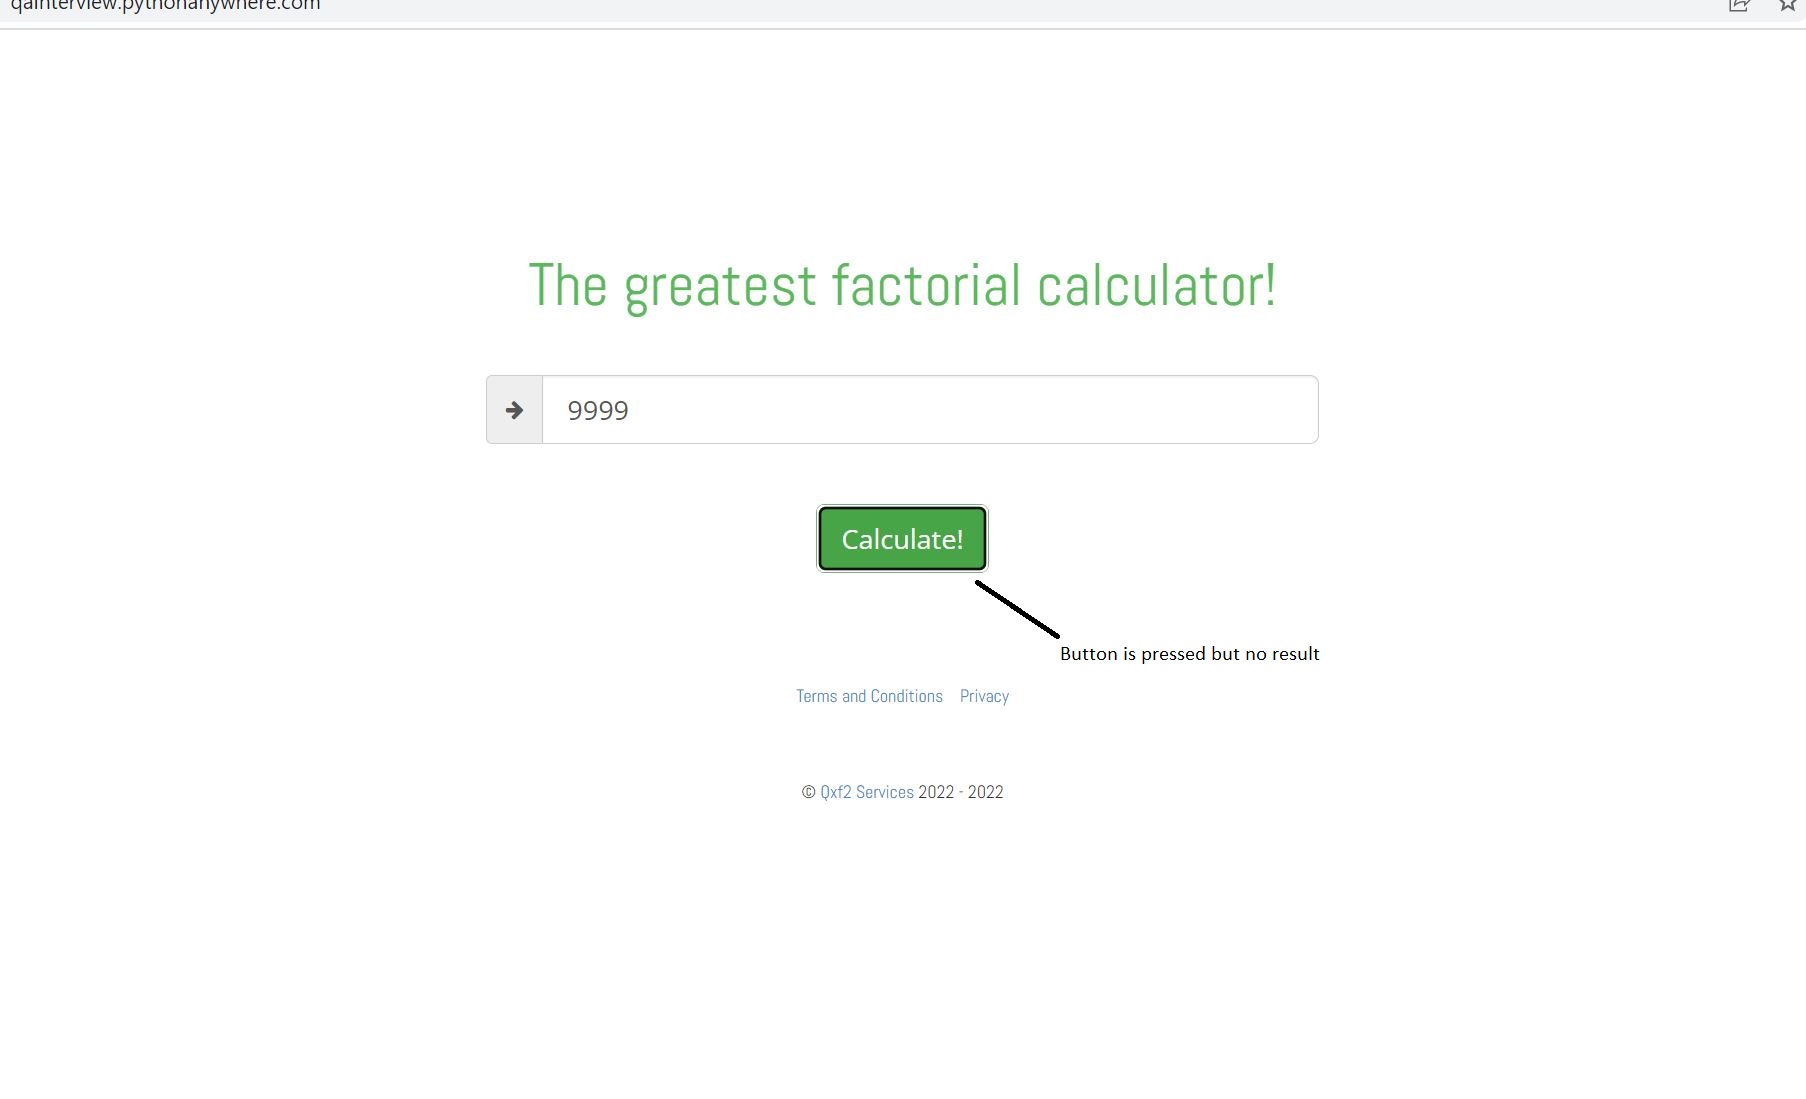 qainterview.pythonanywhere.com
The greatest factorial calculator!
9999
Calculate!
Button is pressed but no result
Terms and Conditions Privacy
© Qxf2 Services 2022 - 2022